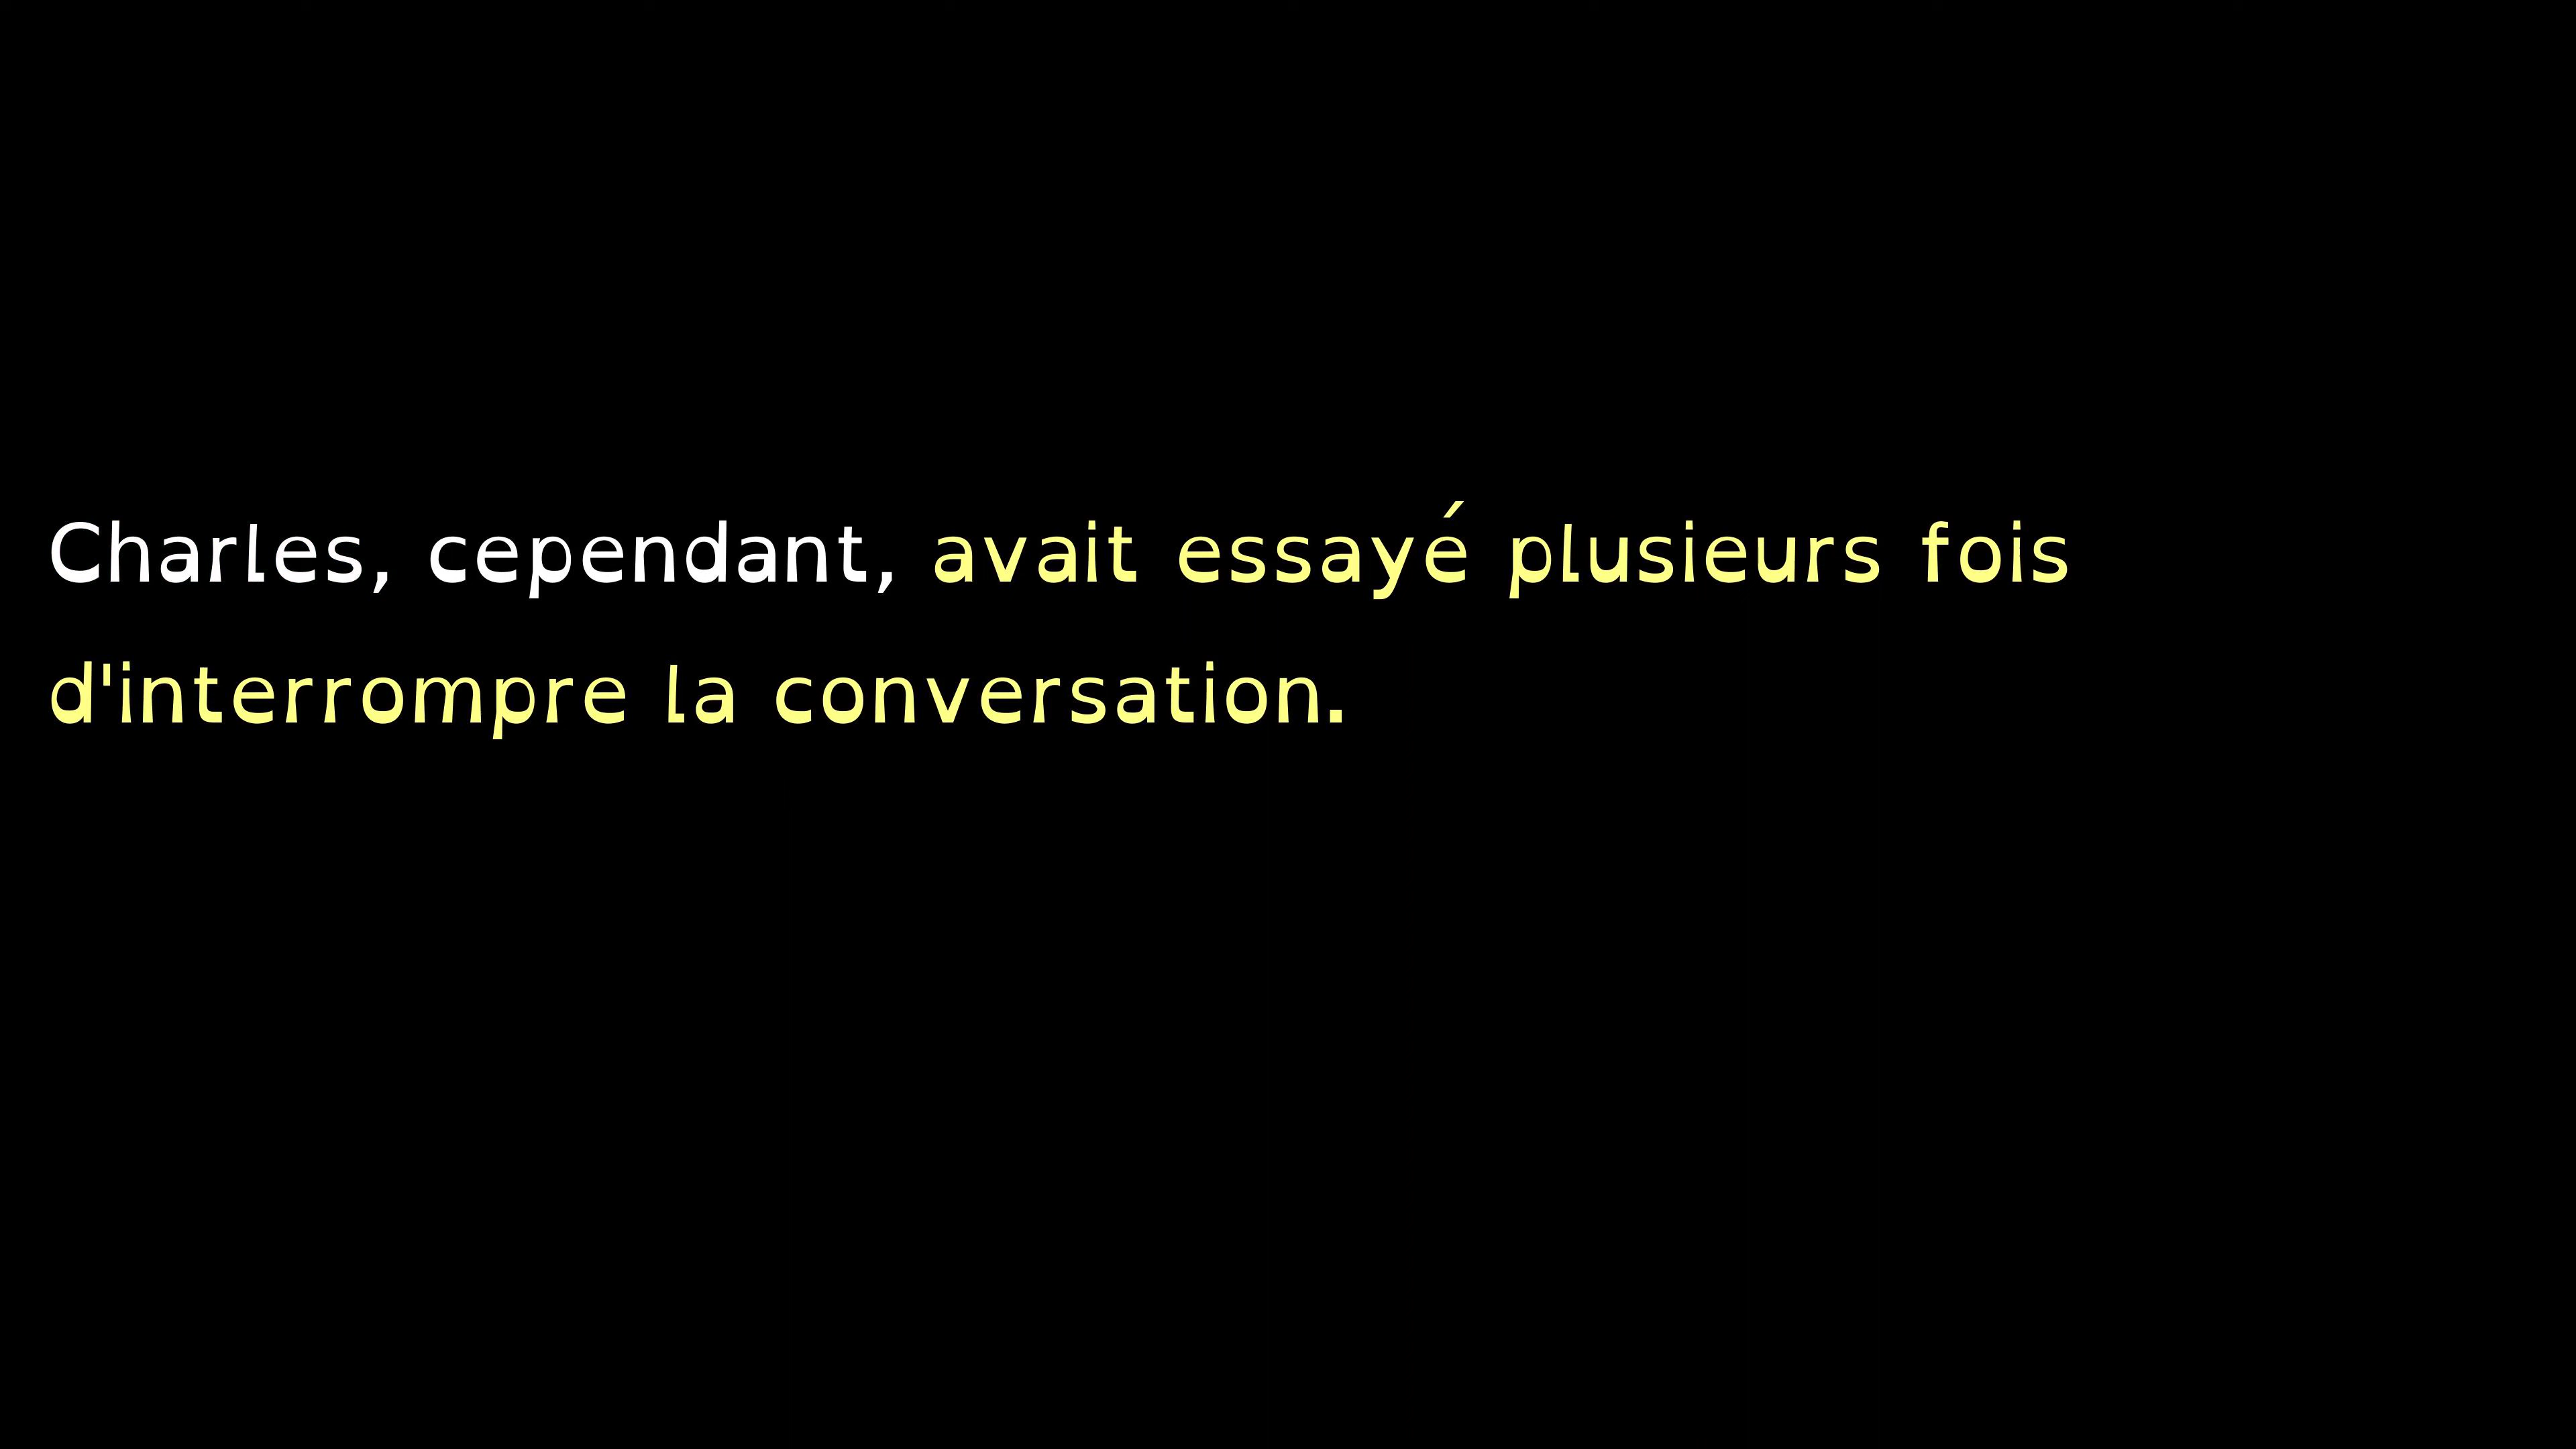 Charles, cependant, avait essayé plusieurs fois
d'interrompre la conversation.